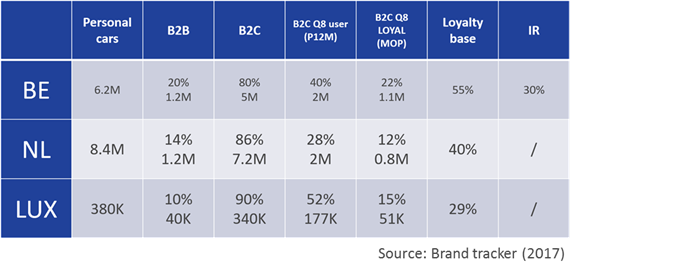 Personal cars B2B B2C B2C Q8 user (P12M) B2C Q8 LOYAL (MOP) Loyalty base IR
BE 6.2M 20% 1.2M 80% 5M 40% 2M 22% 1.1M 55% 30%
NL 8.4M 14% 1.2M 86% 7.2M 28% 2M 12% 0.8M 40% /
LUX 380K 10% 40K 90% 340K 52% 177K 15% 51K 29% /
Source: Brand tracker (2017)